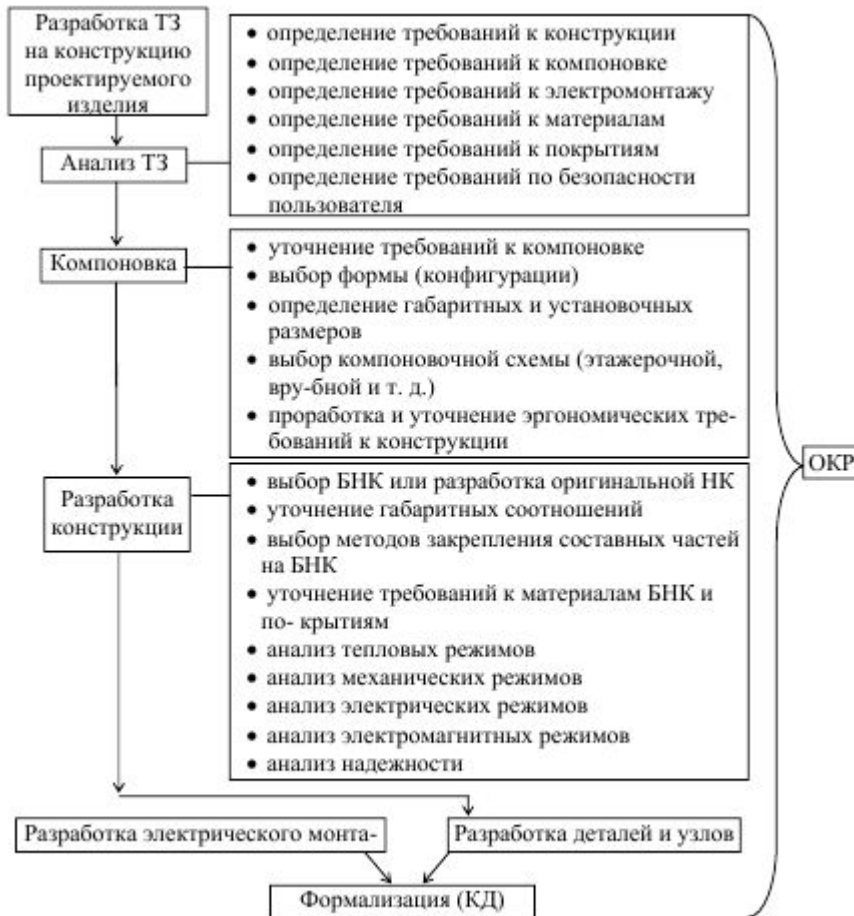 Разработка ТЗ
на конструкцию
проектируемого
изделия
• определение требований к конструкции
• определение требований к компоновке
• определение требований к электромонтажу
• определение требований к материалам
• определение требований к покрытиям
• определение требований по безопасности
пользователя
Анализ ТЗ
Компоновка
• уточнение требований к компоновке
• выбор формы (конфигурации)
• определение габаритных и установочных
размеров
• выбор компоновочной схемы (этажерочной,
вру-бной и т. д.)
• проработка и уточнение эргономических тре-
бований к конструкции
ОКР
Разработка
конструкции
• выбор БНК или разработка оригинальной НК
• уточнение габаритных соотношений
• выбор методов закрепления составных частей
на БНК
• уточнение требований к материалам БНК и
по- крытиям
• анализ тепловых режимов
• анализ механических режимов
• анализ электрических режимов
• анализ электромагнитных режимов
• анализ надежности
Разработка электрического монта-
Разработка деталей и узлов
Формализация (КД)